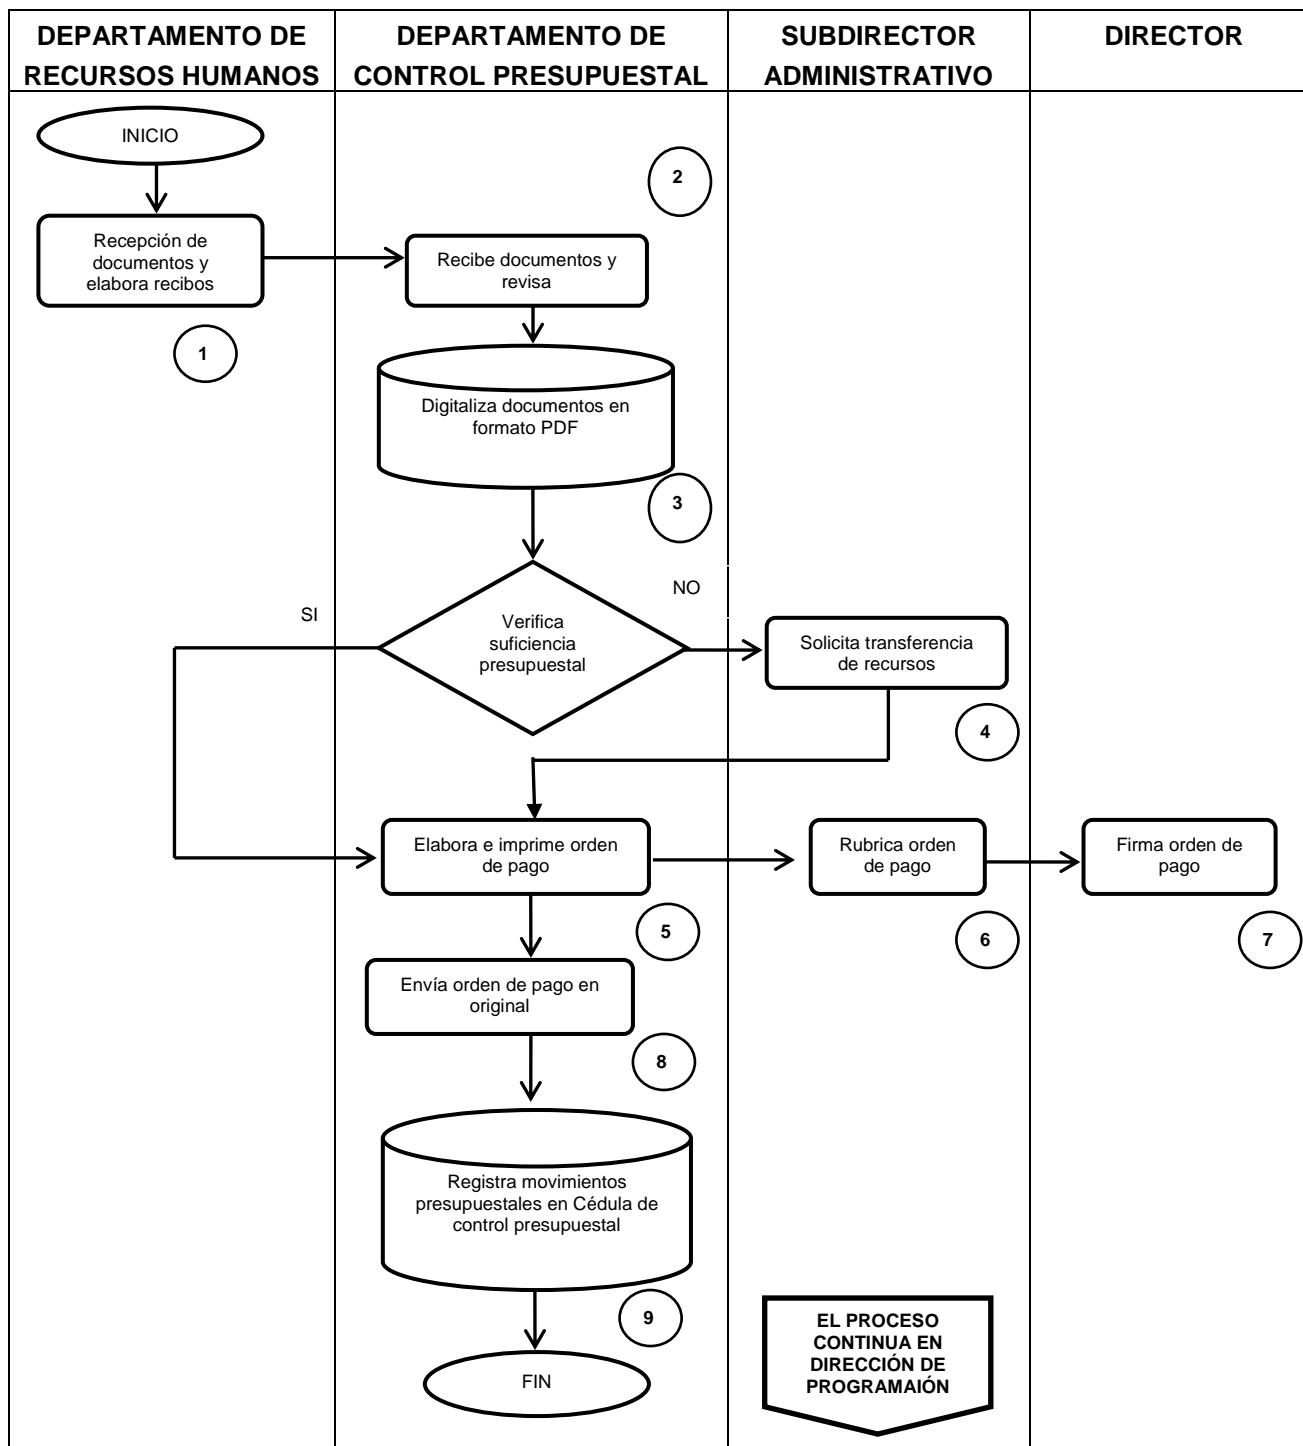 DEPARTAMENTO DE
RECURSOS HUMANOS
DEPARTAMENTO DE
CONTROL PRESUPUESTAL
SUBDIRECTOR
ADMINISTRATIVO
DIRECTOR
INICIO
2
Recepción de
documentos y
elabora recibos
Recibe documentos y
revisa
1
Digitaliza documentos en
formato PDF
3
NO
SI
Verifica
suficiencia
presupuestal
Solicita transferencia
de recursos
4
Elabora e imprime orden
de pago
Rubrica orden
de pago
Firma orden de
pago
5
6
7
Envía orden de pago en
original
8
Registra movimientos
presupuestales en Cédula de
control presupuestal
9
EL PROCESO
CONTINUA EN
DIRECCIÓN DE
PROGRAMAIÓN
FIN